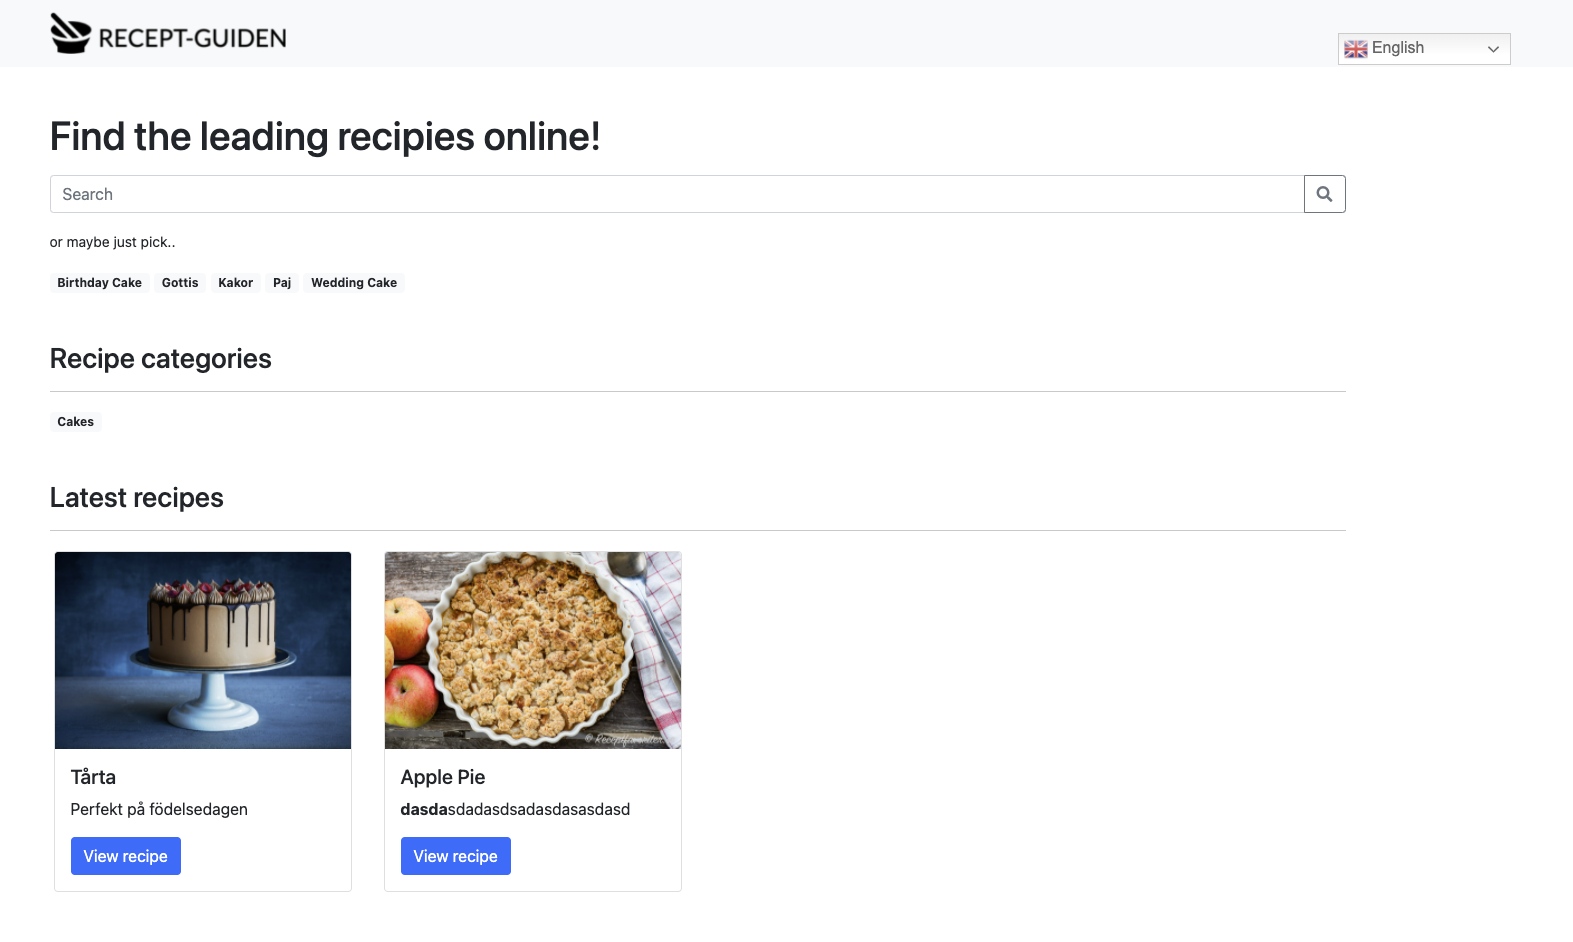 RECEPT-GUIDEN
English
Find the leading recipies online!
Search
or maybe just pick..
Birthday Cake Gottis Kakor Paj Wedding Cake
Recipe categories
Cakes
Latest recipes
© Receptfavoriter
Tårta
Perfekt på födelsedagen
View recipe
Apple Pie
dasdasdadasdsadasdasasdasd
View recipe